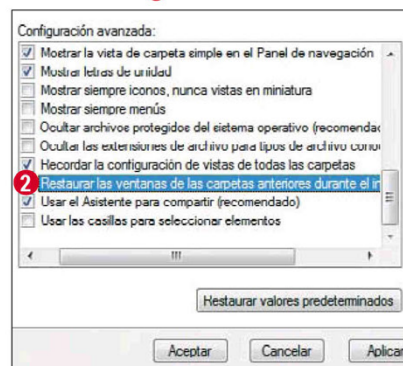 Configuración avanzada:
Mostrar la vista de carpeta simple en el Panel de navegación
Mostrar letras de unidad
Mostrar siempre iconos, nunca vistas en miniatura
Mostrar siempre menús
Ocultar archivos protegidos del sistema operativo (recomendad
Ocultar las extensiones de archivo para tipos de archivo conoc
Recordar la configuración de vistas de todas las carpetas
2 Restaurar las ventanas de las carpetas anteriores durante el in
Usar el Asistente para compartir (recomendado)
Usar las casillas para seleccionar elementos
Restaurar valores predeterminados
Aceptar Cancelar Aplicar